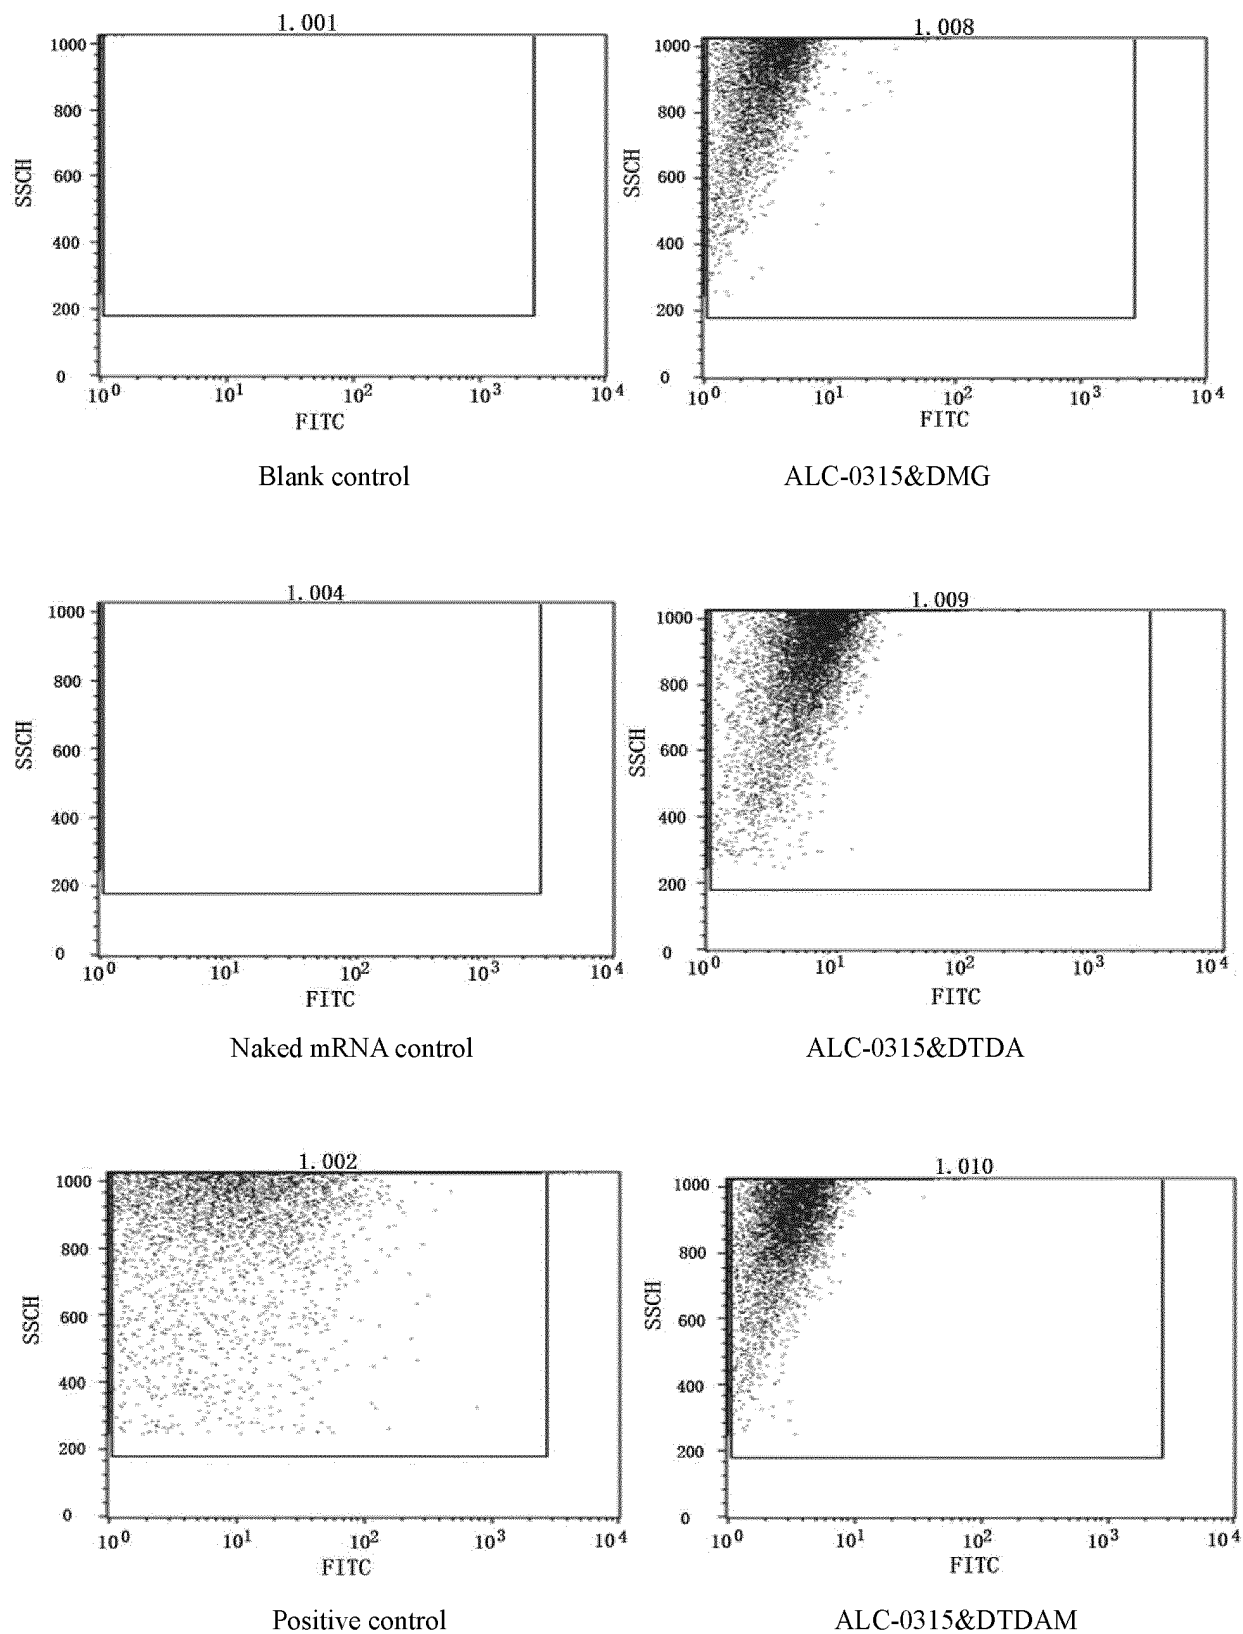 1.001
1000
800
600
400
200
0
SSCH
10⁰ 10¹ 10² 10³ 10⁴
FITC
Blank control
1.008
1000
800
600
400
200
0
SSCH
10⁰ 10¹ 10² 10³ 10⁴
FITC
ALC-0315&DMG
1.004
1000
800
600
400
200
0
SSCH
10⁰ 10¹ 10² 10³ 10⁴
FITC
Naked mRNA control
1.009
1000
800
600
400
200
0
SSCH
10⁰ 10¹ 10² 10³ 10⁴
FITC
ALC-0315&DTDA
1.002
1000
800
600
400
200
0
SSCH
10⁰ 10¹ 10² 10³ 10⁴
FITC
Positive control
1.010
1000
800
600
400
200
0
SSCH
10⁰ 10¹ 10² 10³ 10⁴
FITC
ALC-0315&DTDAM